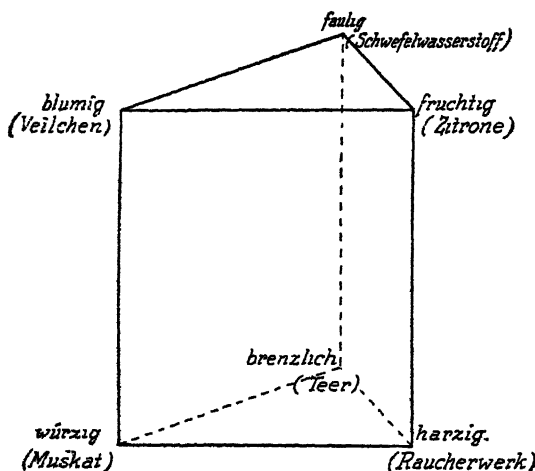 faulig
(Schwefelwasserstoff)
blumig
(Veilchen)
fruchtig
(Zitrone)
brenzlich
(Teer)
würzig
(Muskat)
harzig.
(Raucherwerk)